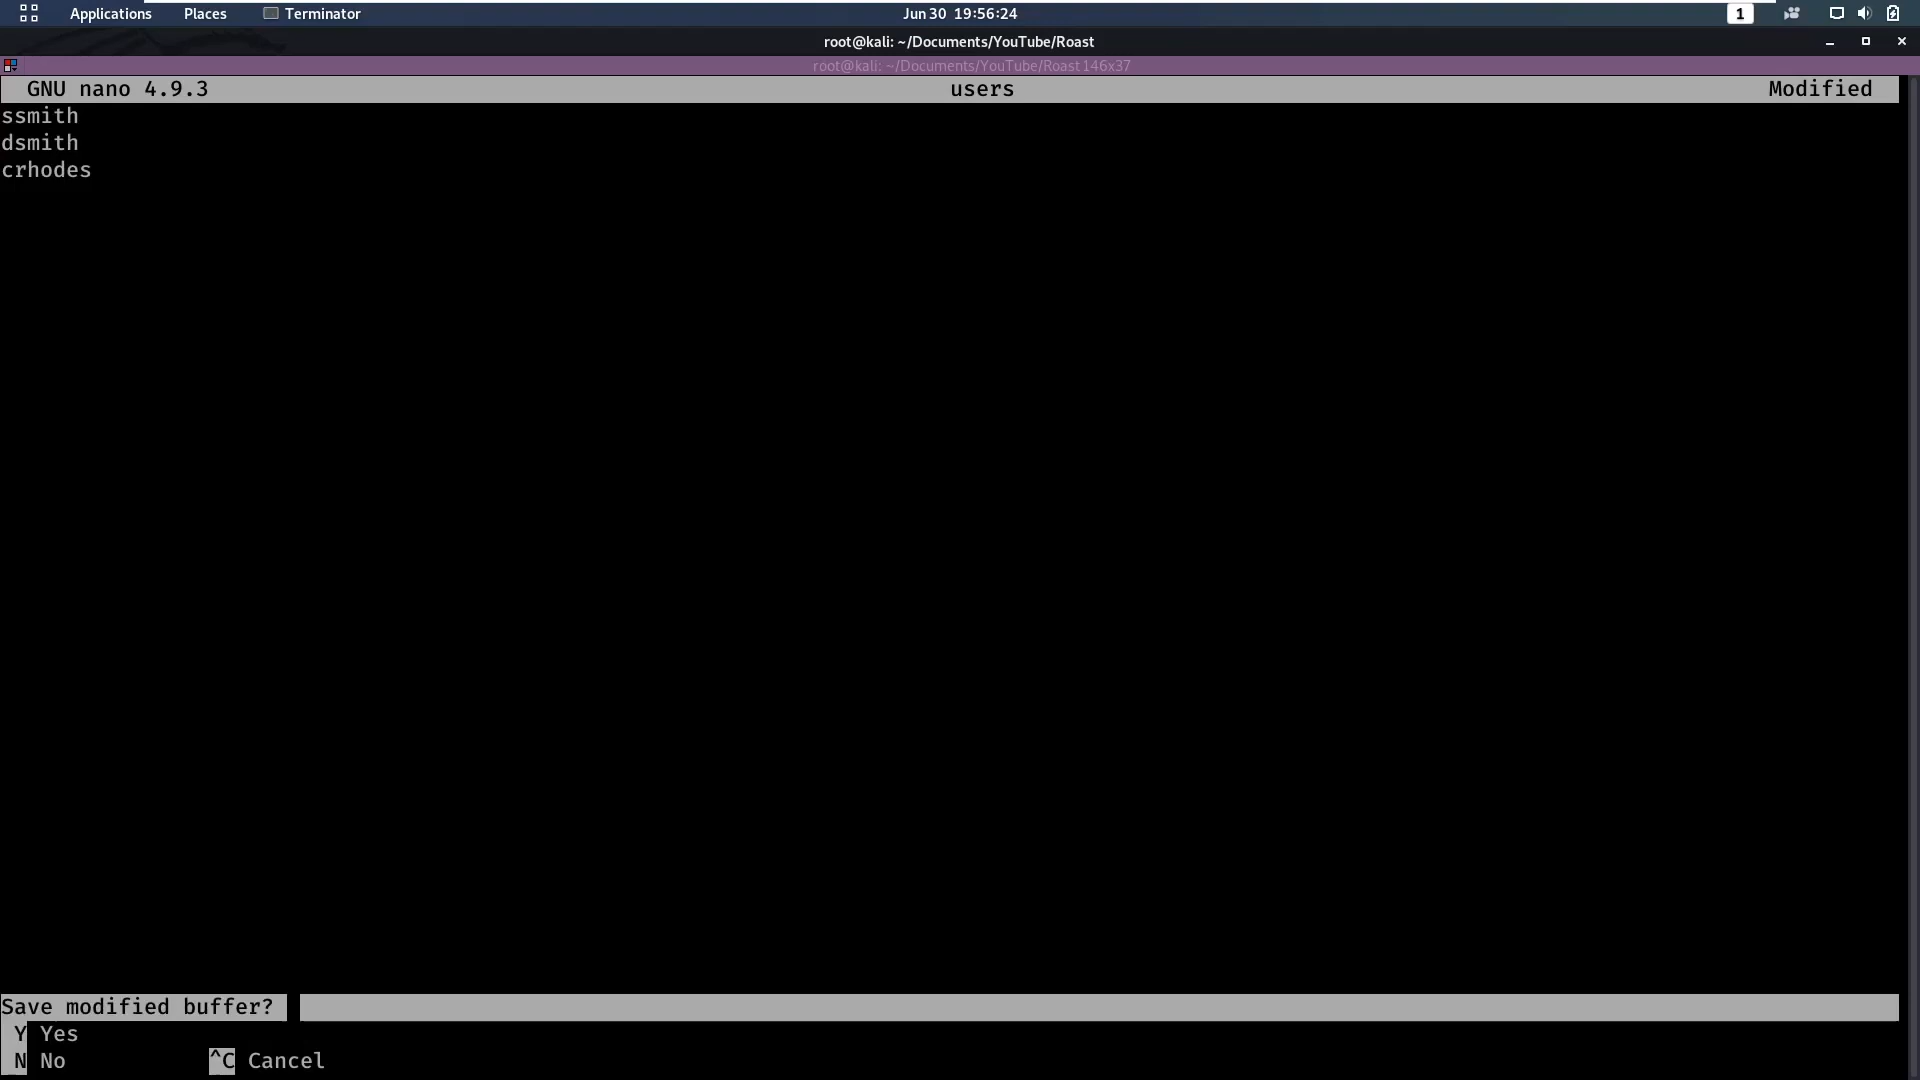 Applications Places Terminator Jun 30 19:56:24 1
root@kali: ~/Documents/YouTube/Roast
root@kali: ~/Documents/YouTube/Roast 146x37
GNU nano 4.9.3 users Modified
ssmith
dsmith
crhodes
Save modified buffer?
Y Yes
N No ^C Cancel